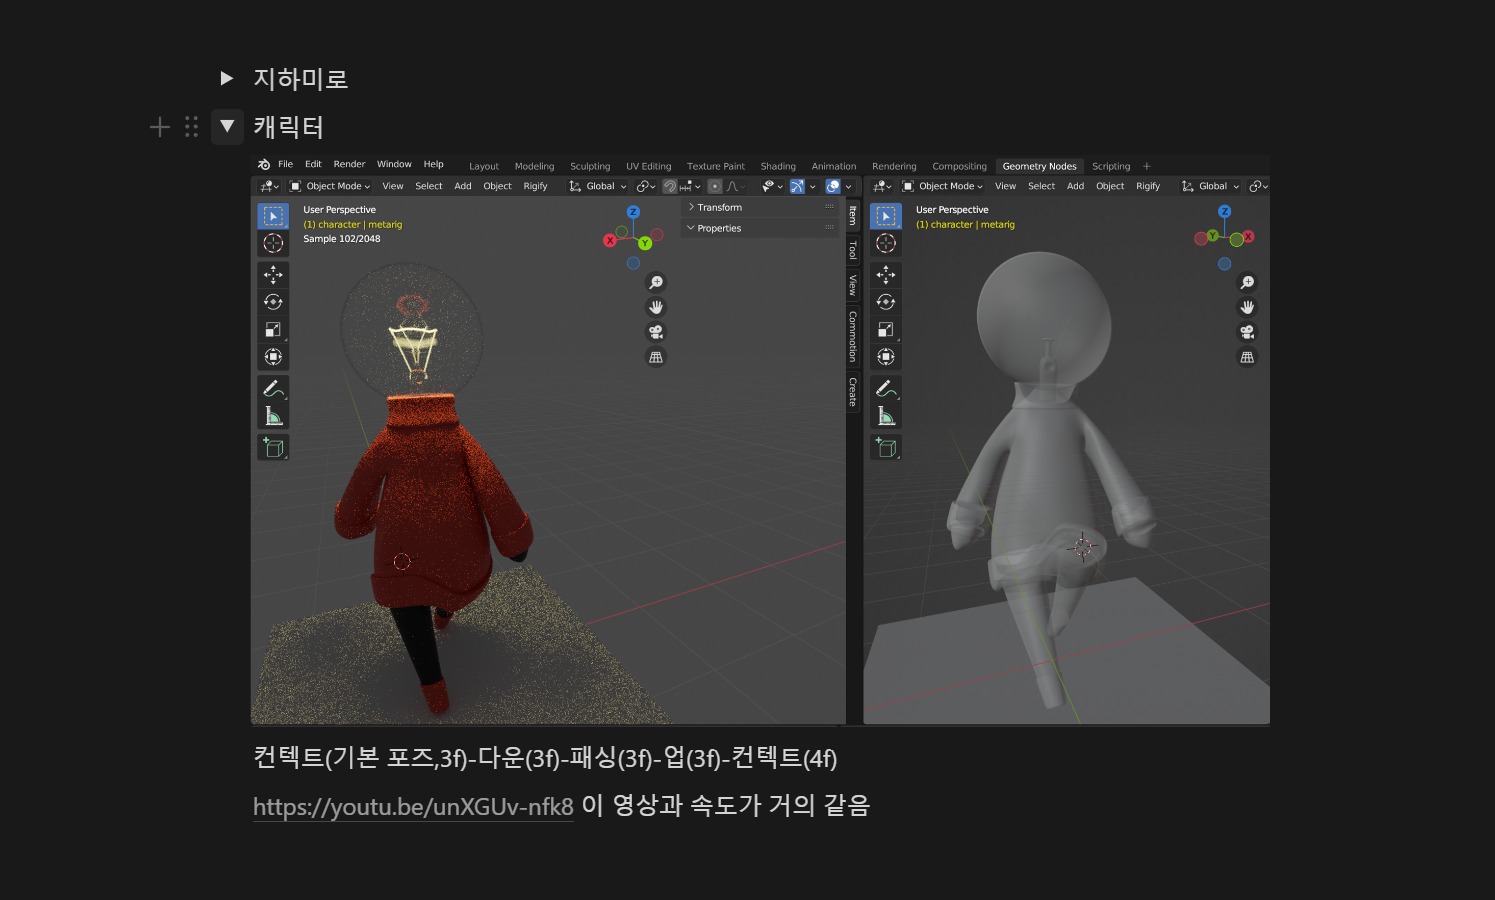 지하미로
캐릭터
File Edit Render Window Help Layout Modeling Sculpting UV Editing Texture Paint Shading Animation Rendering Compositing Geometry Nodes Scripting +
Object Mode View Select Add Object Rigify Global Object Mode View Select Add Object Rigify Global
User Perspective
(1) character | metarig
Sample 102/2048
Z
X
Y
Transform
Properties
Item
Tool
View
Commotion
Create
User Perspective
(1) character | metarig
Z
Y
X
컨텍트(기본 포즈,3f)-다운(3f)-패싱(3f)-업(3f)-컨텍트(4f)
https://youtu.be/unXGUv-nfk8 이 영상과 속도가 거의 같음